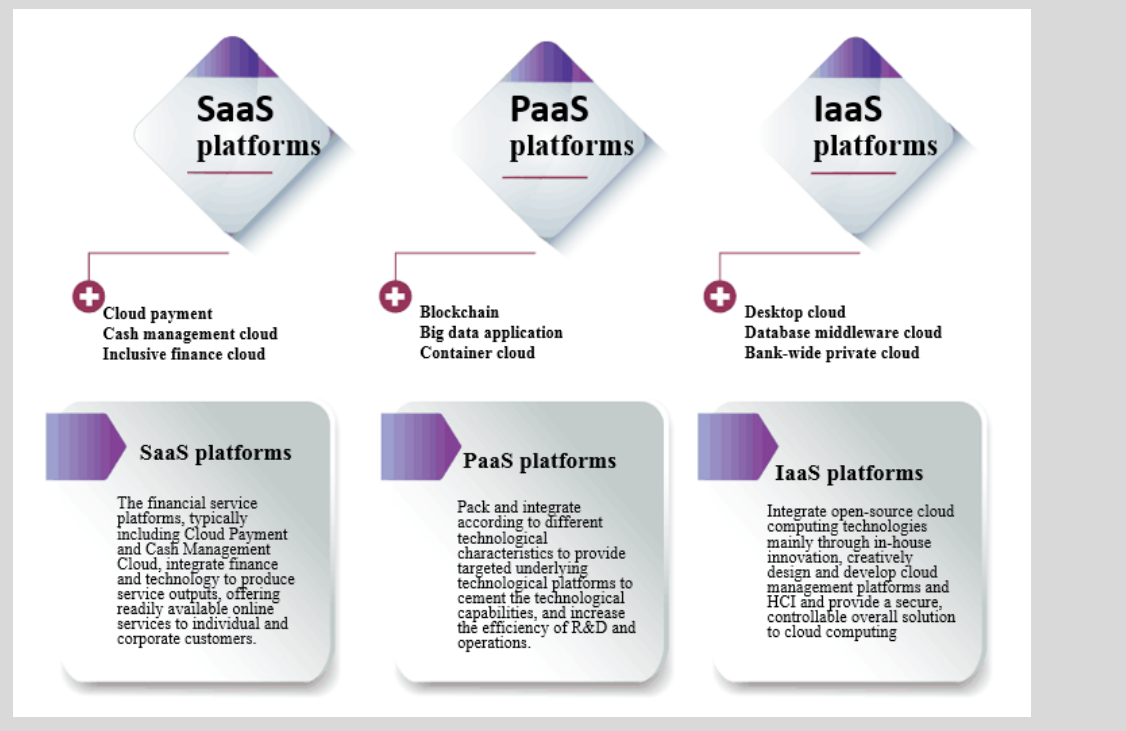 SaaS
platforms
PaaS
platforms
IaaS
platforms
Cloud payment
Cash management cloud
Inclusive finance cloud
Blockchain
Big data application
Container cloud
Desktop cloud
Database middleware cloud
Bank-wide private cloud
SaaS platforms
The financial service
platforms, typically
including Cloud Payment
and Cash Management
Cloud, integrate finance
and technology to produce
service outputs, offering
readily available online
services to individual and
corporate customers.
PaaS platforms
Pack and integrate
according to different
technological
characteristics to provide
targeted underlying
technological platforms to
cement the technological
capabilities, and increase
the efficiency of R&D and
operations.
IaaS platforms
Integrate open-source cloud
computing technologies
mainly through in-house
innovation, creatively
design and develop cloud
management platforms and
HCI and provide a secure,
controllable overall solution
to cloud computing